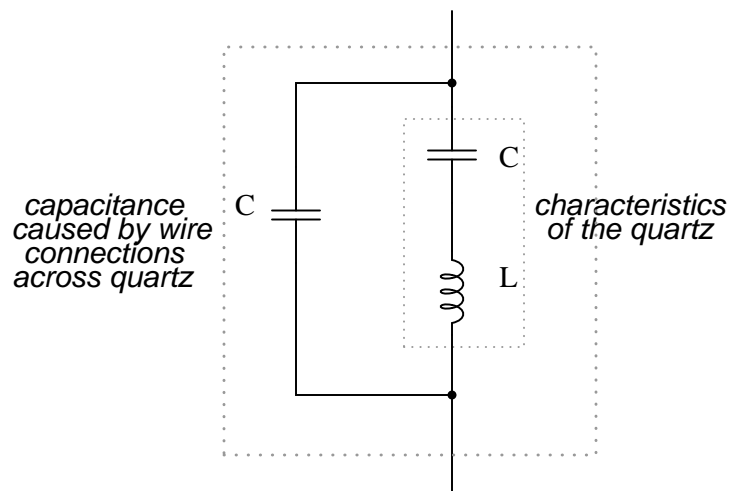 C
capacitance
caused by wire
connections
across quartz
C
characteristics
of the quartz
L